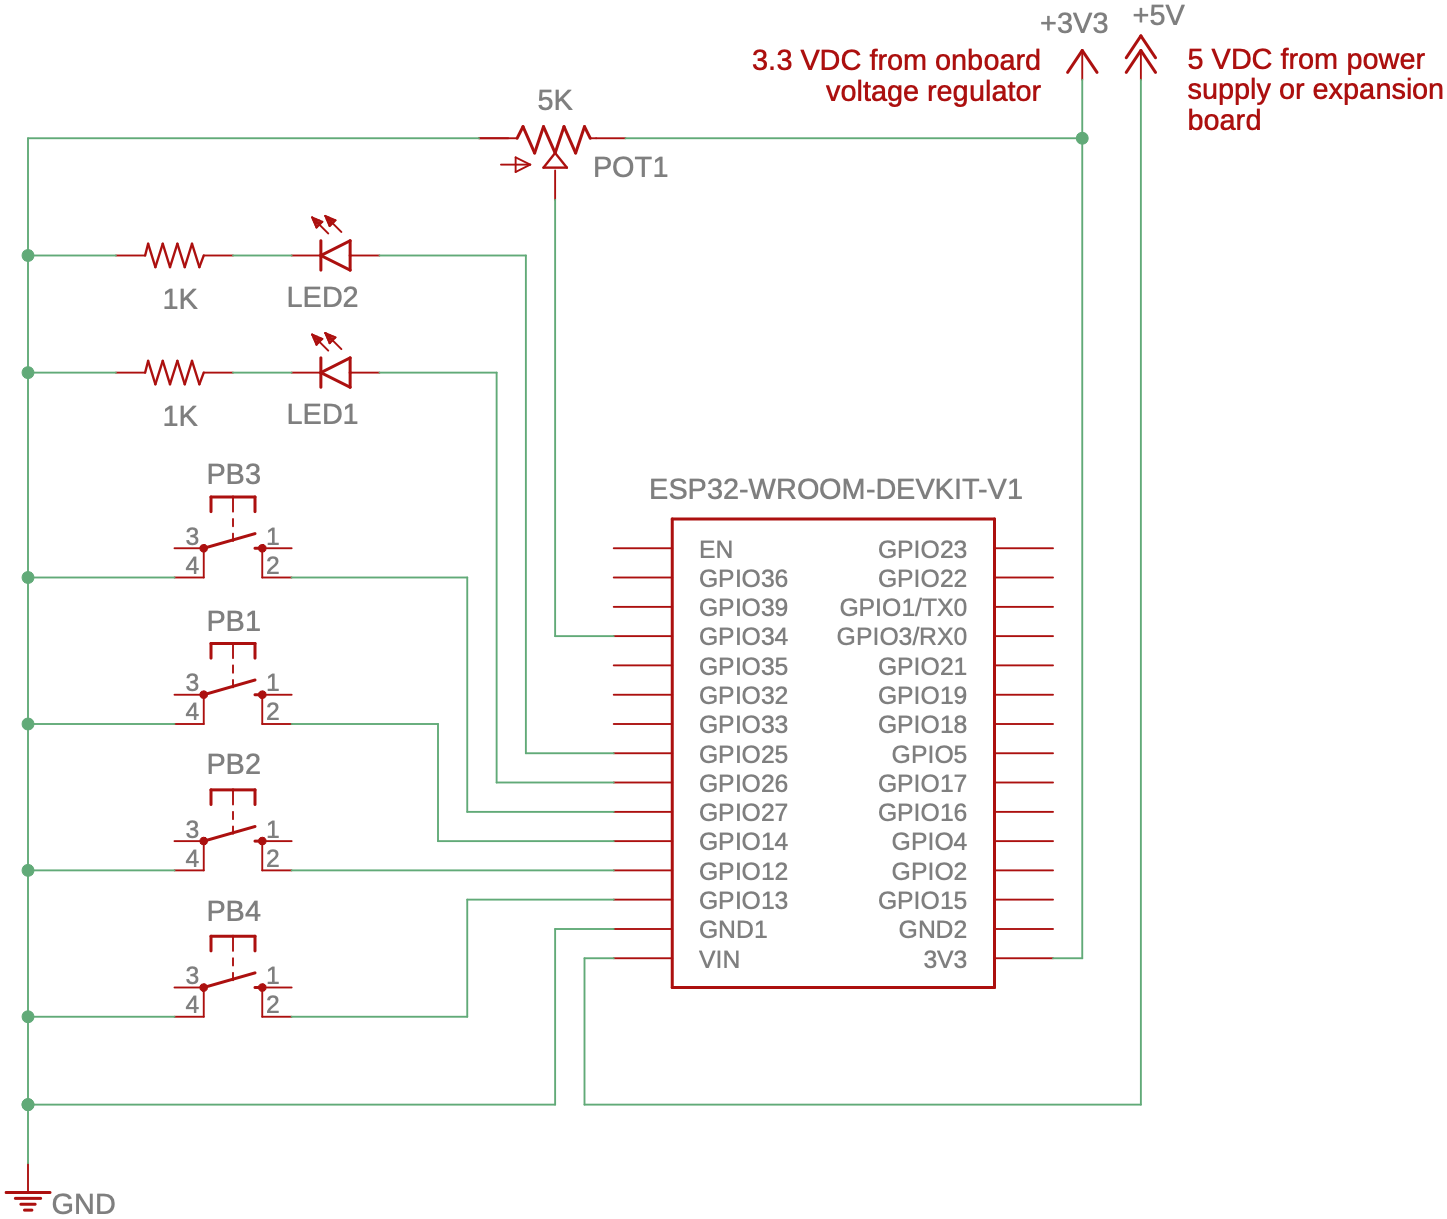 +3V3
+5V
3.3 VDC from onboard
voltage regulator
5 VDC from power
supply or expansion
board
5K
POT1
1K
LED2
1K
LED1
PB3
3
1
4
2
PB1
3
1
4
2
PB2
3
1
4
2
PB4
3
1
4
2
ESP32-WROOM-DEVKIT-V1
EN
GPIO23
GPIO36
GPIO22
GPIO39
GPIO1/TX0
GPIO34
GPIO3/RX0
GPIO35
GPIO21
GPIO32
GPIO19
GPIO33
GPIO18
GPIO25
GPIO5
GPIO26
GPIO17
GPIO27
GPIO16
GPIO14
GPIO4
GPIO12
GPIO2
GPIO13
GPIO15
GND1
GND2
VIN
3V3
GND